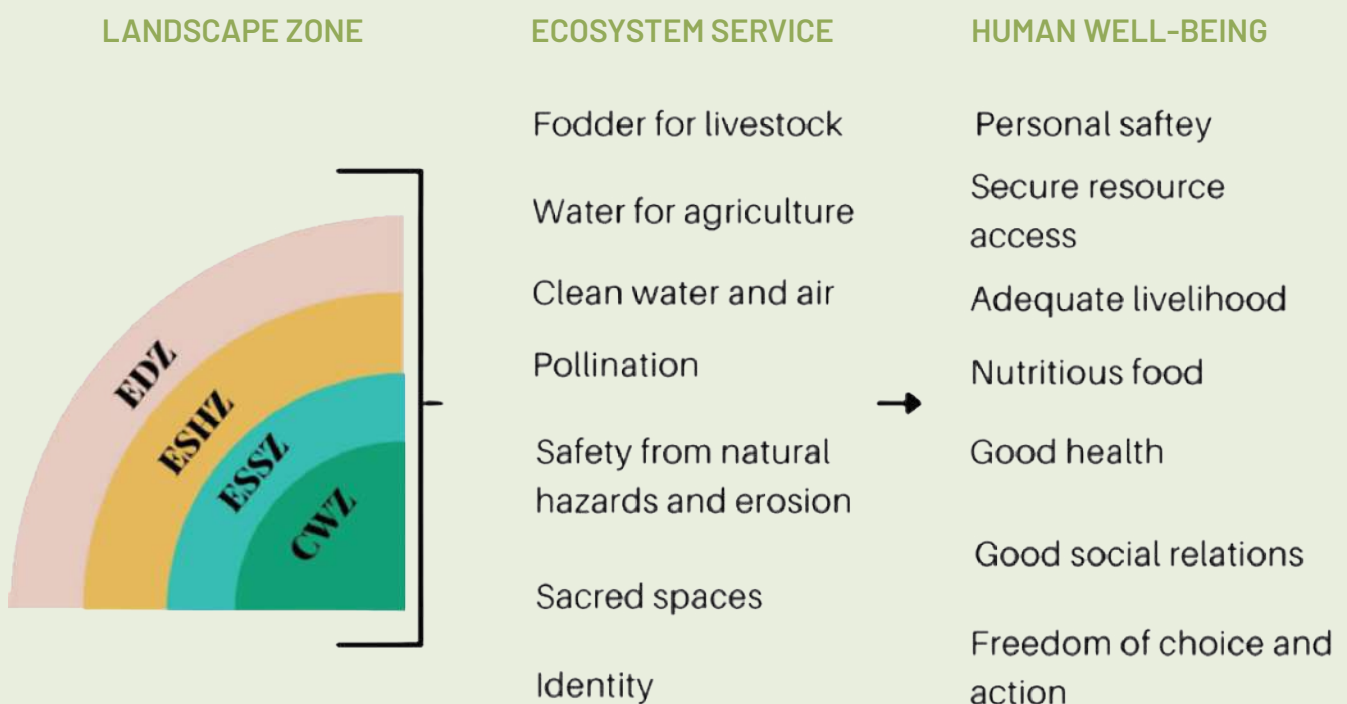 LANDSCAPE ZONE
ECOSYSTEM SERVICE
HUMAN WELL-BEING
EDZ
ESHZ
ESSZ
CWZ
Fodder for livestock
Water for agriculture
Clean water and air
Pollination
Safety from natural
hazards and erosion
Sacred spaces
Identity
Personal saftey
Secure resource
access
Adequate livelihood
Nutritious food
Good health
Good social relations
Freedom of choice and
action